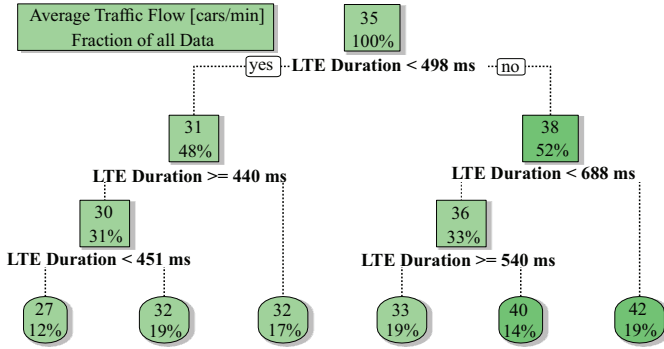 Average Traffic Flow [cars/min]
Fraction of all Data
35
100%
yes
LTE Duration < 498 ms
no
31
48%
38
52%
LTE Duration >= 440 ms
LTE Duration < 688 ms
30
31%
36
33%
LTE Duration < 451 ms
LTE Duration >= 540 ms
27
12%
32
19%
32
17%
33
19%
40
14%
42
19%